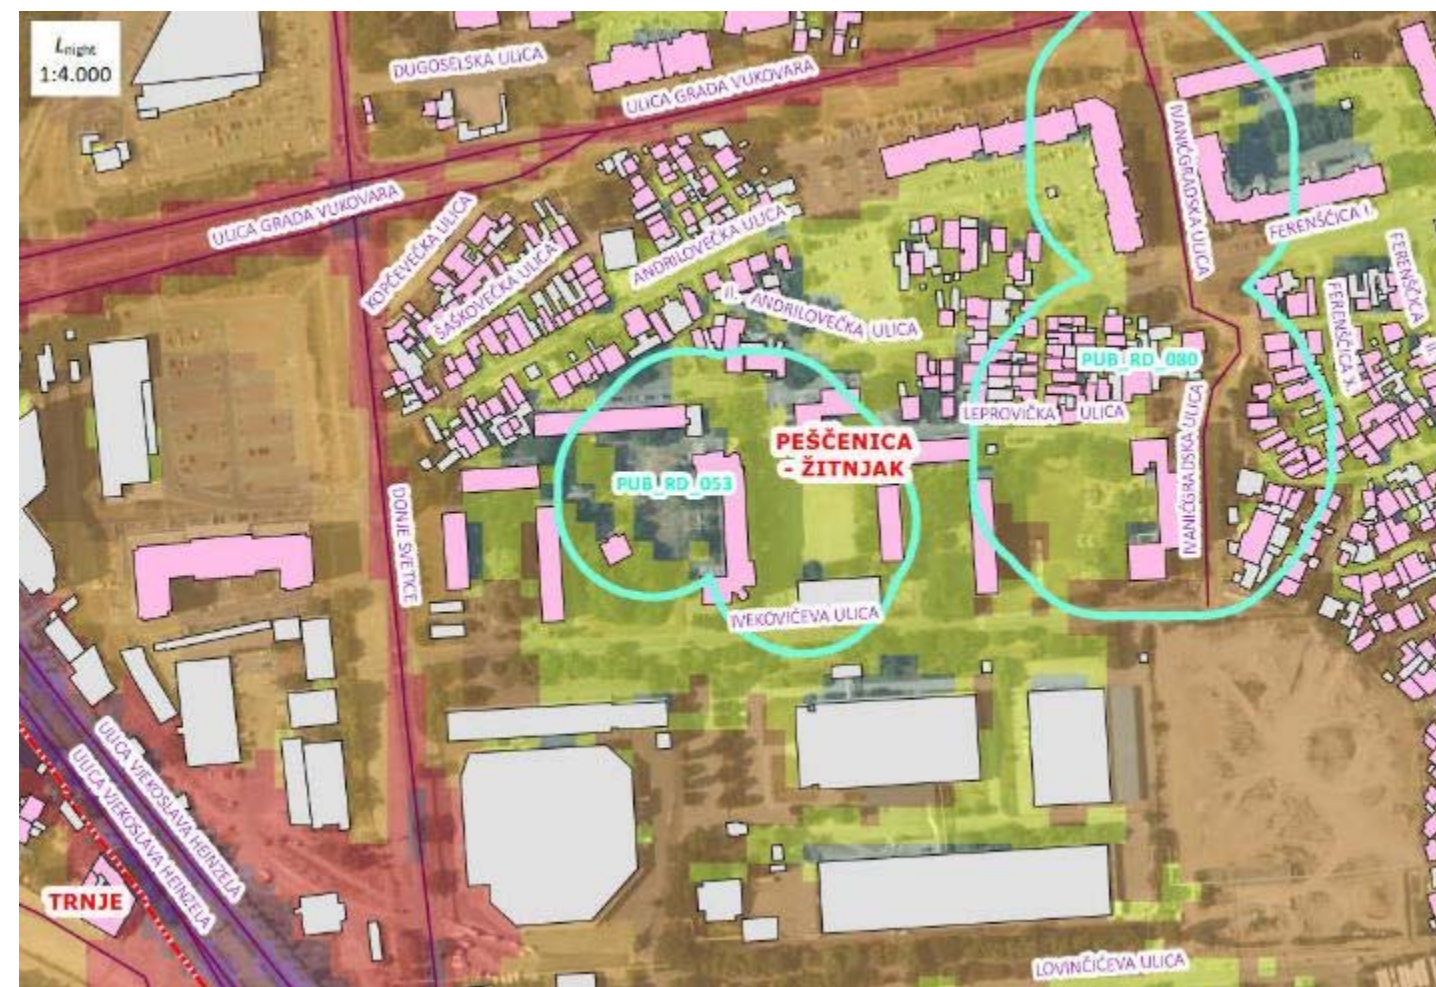 Lnight
1:4.000
DUGOSELSKA ULICA
ULICA GRADA VUKOVARA
ULICA GRADA VUKOVARA
KOPČEVEČKA ULICA
ŠAŠKOVEČKA ULICA
ANDRILOVEČKA ULICA
II. ANDRILOVEČKA ULICA
IVANIĆGRADSKA ULICA
FERENŠČICA I.
FERENŠČICA
FERENŠČICA X.
PUB_RD_080
LEPROVIČKA ULICA
IVANIĆGRADSKA ULICA
PEŠČENICA
- ŽITNJAK
PUB_RD_053
DONJE SVETICE
IVEKOVIĆEVA ULICA
ULICA VJEKOSLAVA HEINZELA
ULICA VJEKOSLAVA HEINZELA
TRNJE
LOVINČIĆEVA ULICA